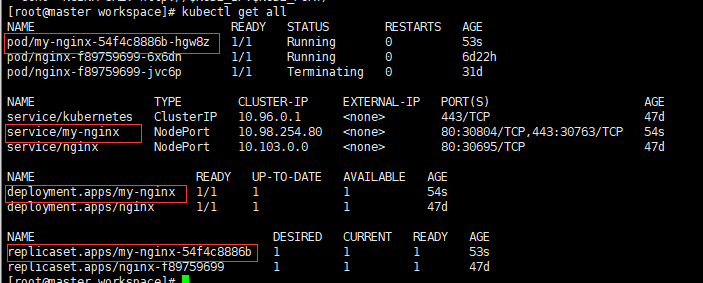 [root@master workspace]# kubectl get all
NAME READY STATUS RESTARTS AGE
pod/my-nginx-54f4c8886b-hgw8z 1/1 Running 0 53s
pod/nginx-f89759699-6x6dn 1/1 Running 0 6d22h
pod/nginx-f89759699-jvc6p 1/1 Terminating 0 31d
NAME TYPE CLUSTER-IP EXTERNAL-IP PORT(S) AGE
service/kubernetes ClusterIP 10.96.0.1 <none> 443/TCP 47d
service/my-nginx NodePort 10.98.254.80 <none> 80:30804/TCP,443:30763/TCP 54s
service/nginx NodePort 10.103.0.0 <none> 80:30695/TCP 47d
NAME READY UP-TO-DATE AVAILABLE AGE
deployment.apps/my-nginx 1/1 1 1 54s
deployment.apps/nginx 1/1 1 1 47d
NAME DESIRED CURRENT READY AGE
replicaset.apps/my-nginx-54f4c8886b 1 1 1 53s
replicaset.apps/nginx-f89759699 1 1 1 47d
[root@master workspace]#